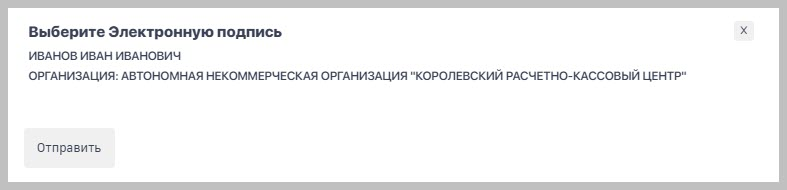 Выберите Электронную подпись
X
ИВАНОВ ИВАН ИВАНОВИЧ
ОРГАНИЗАЦИЯ: АВТОНОМНАЯ НЕКОММЕРЧЕСКАЯ ОРГАНИЗАЦИЯ "КОРОЛЕВСКИЙ РАСЧЕТНО-КАССОВЫЙ ЦЕНТР"
Отправить